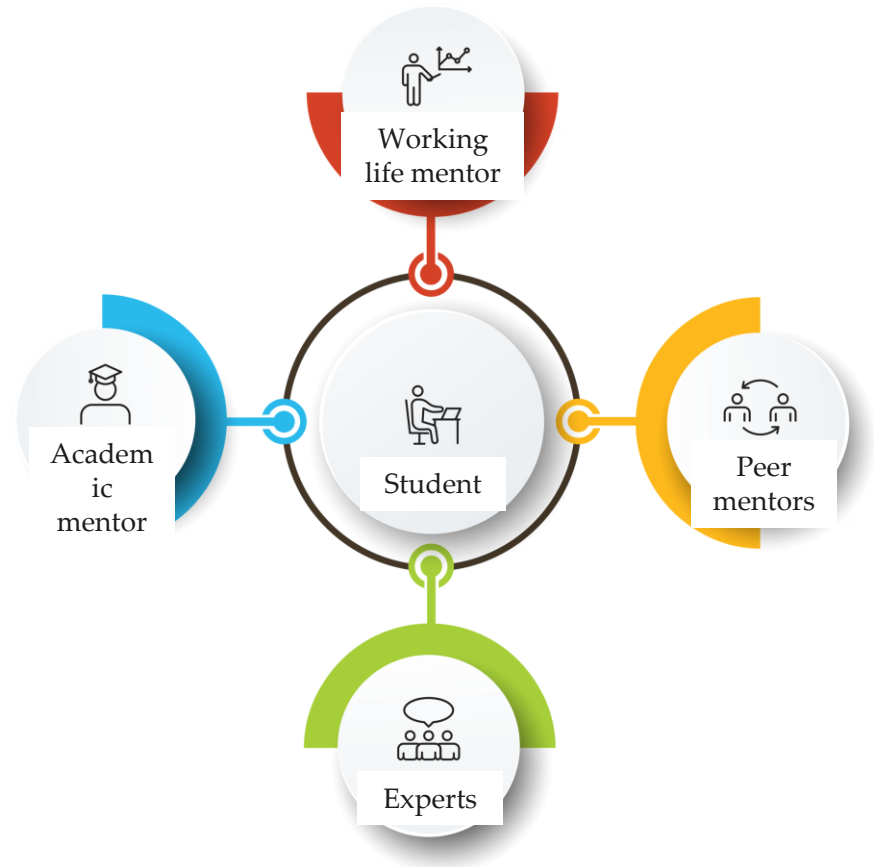 Working
life mentor
Academ
ic
mentor
Student
Peer
mentors
Experts